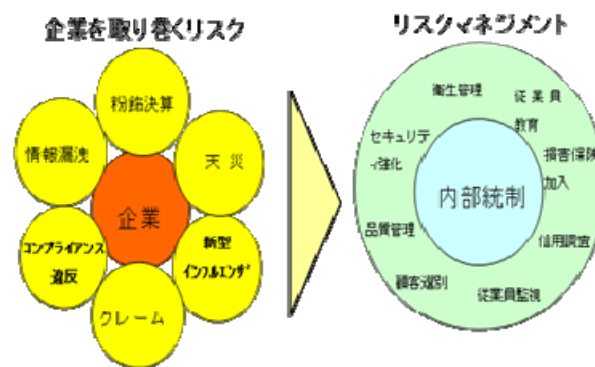 企業を取り巻くリスク
粉飾決算
情報漏洩
天災
企業
コンプライアンス
違反
新型
インフルエンザ
クレーム
リスクマネジメント
衛生管理
従業員
教育
セキュリテ
ィ強化
損害保険
加入
内部統制
品質管理
信用調査
顧客選別
従業員監視